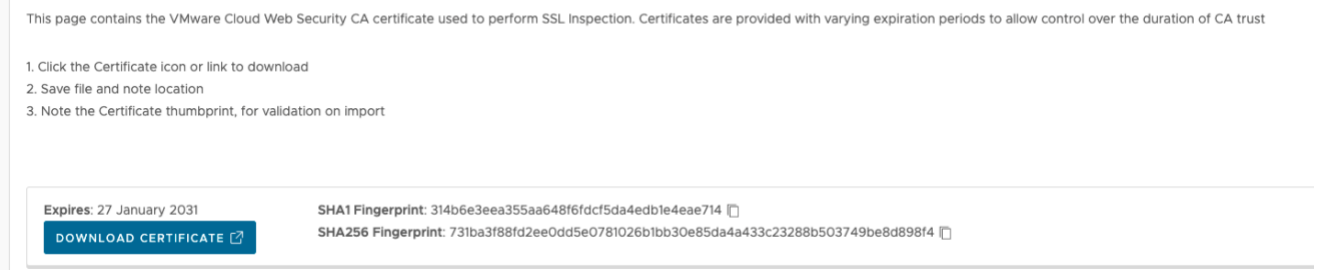 This page contains the VMware Cloud Web Security CA certificate used to perform SSL Inspection. Certificates are provided with varying expiration periods to allow control over the duration of CA trust
1. Click the Certificate icon or link to download
2. Save file and note location
3. Note the Certificate thumbprint, for validation on import
Expires: 27 January 2031 SHA1 Fingerprint: 314b6e3eea355aa648f6fdcf5da4edb1e4eae714
DOWNLOAD CERTIFICATE SHA256 Fingerprint: 731ba3f88fd2ee0dd5e0781026b1bb30e85da4a433c23288b503749be8d898f4